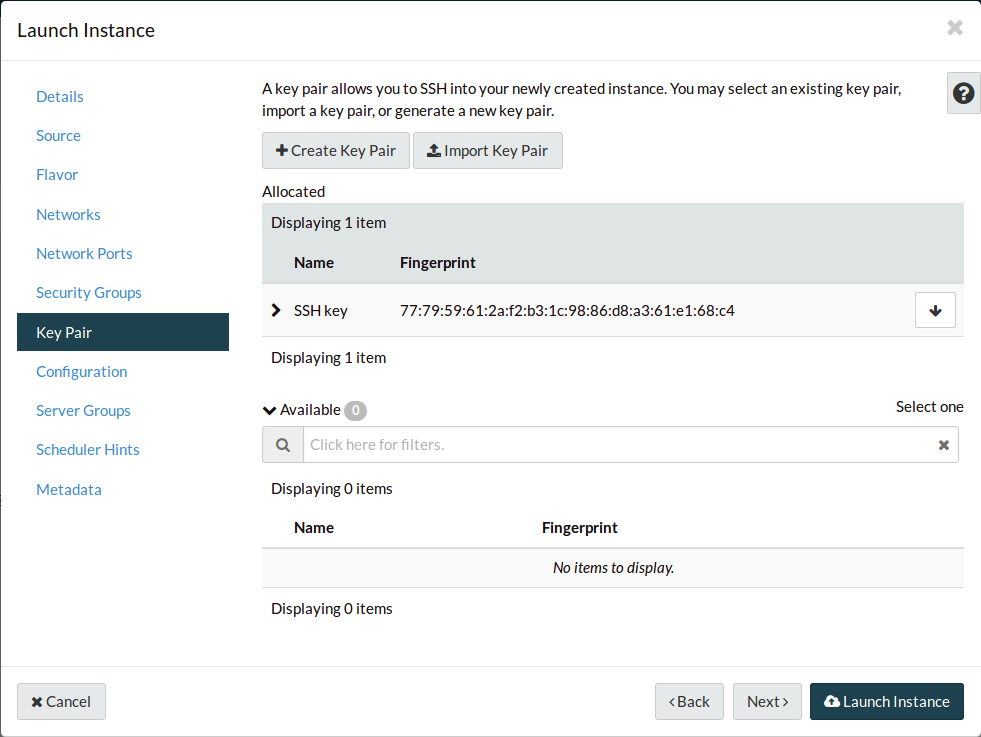 Launch Instance
Details
Source
Flavor
Networks
Network Ports
Security Groups
Key Pair
Configuration
Server Groups
Scheduler Hints
Metadata
A key pair allows you to SSH into your newly created instance. You may select an existing key pair,
import a key pair, or generate a new key pair.
Create Key Pair
Import Key Pair
Allocated
Displaying 1 item
Name Fingerprint
SSH key 77:79:59:61:2a:f2:b3:1c:98:86:d8:a3:61:e1:68:c4
Displaying 1 item
Available 0
Select one
Click here for filters.
Displaying 0 items
Name Fingerprint
No items to display.
Displaying 0 items
Cancel
Back
Next
Launch Instance